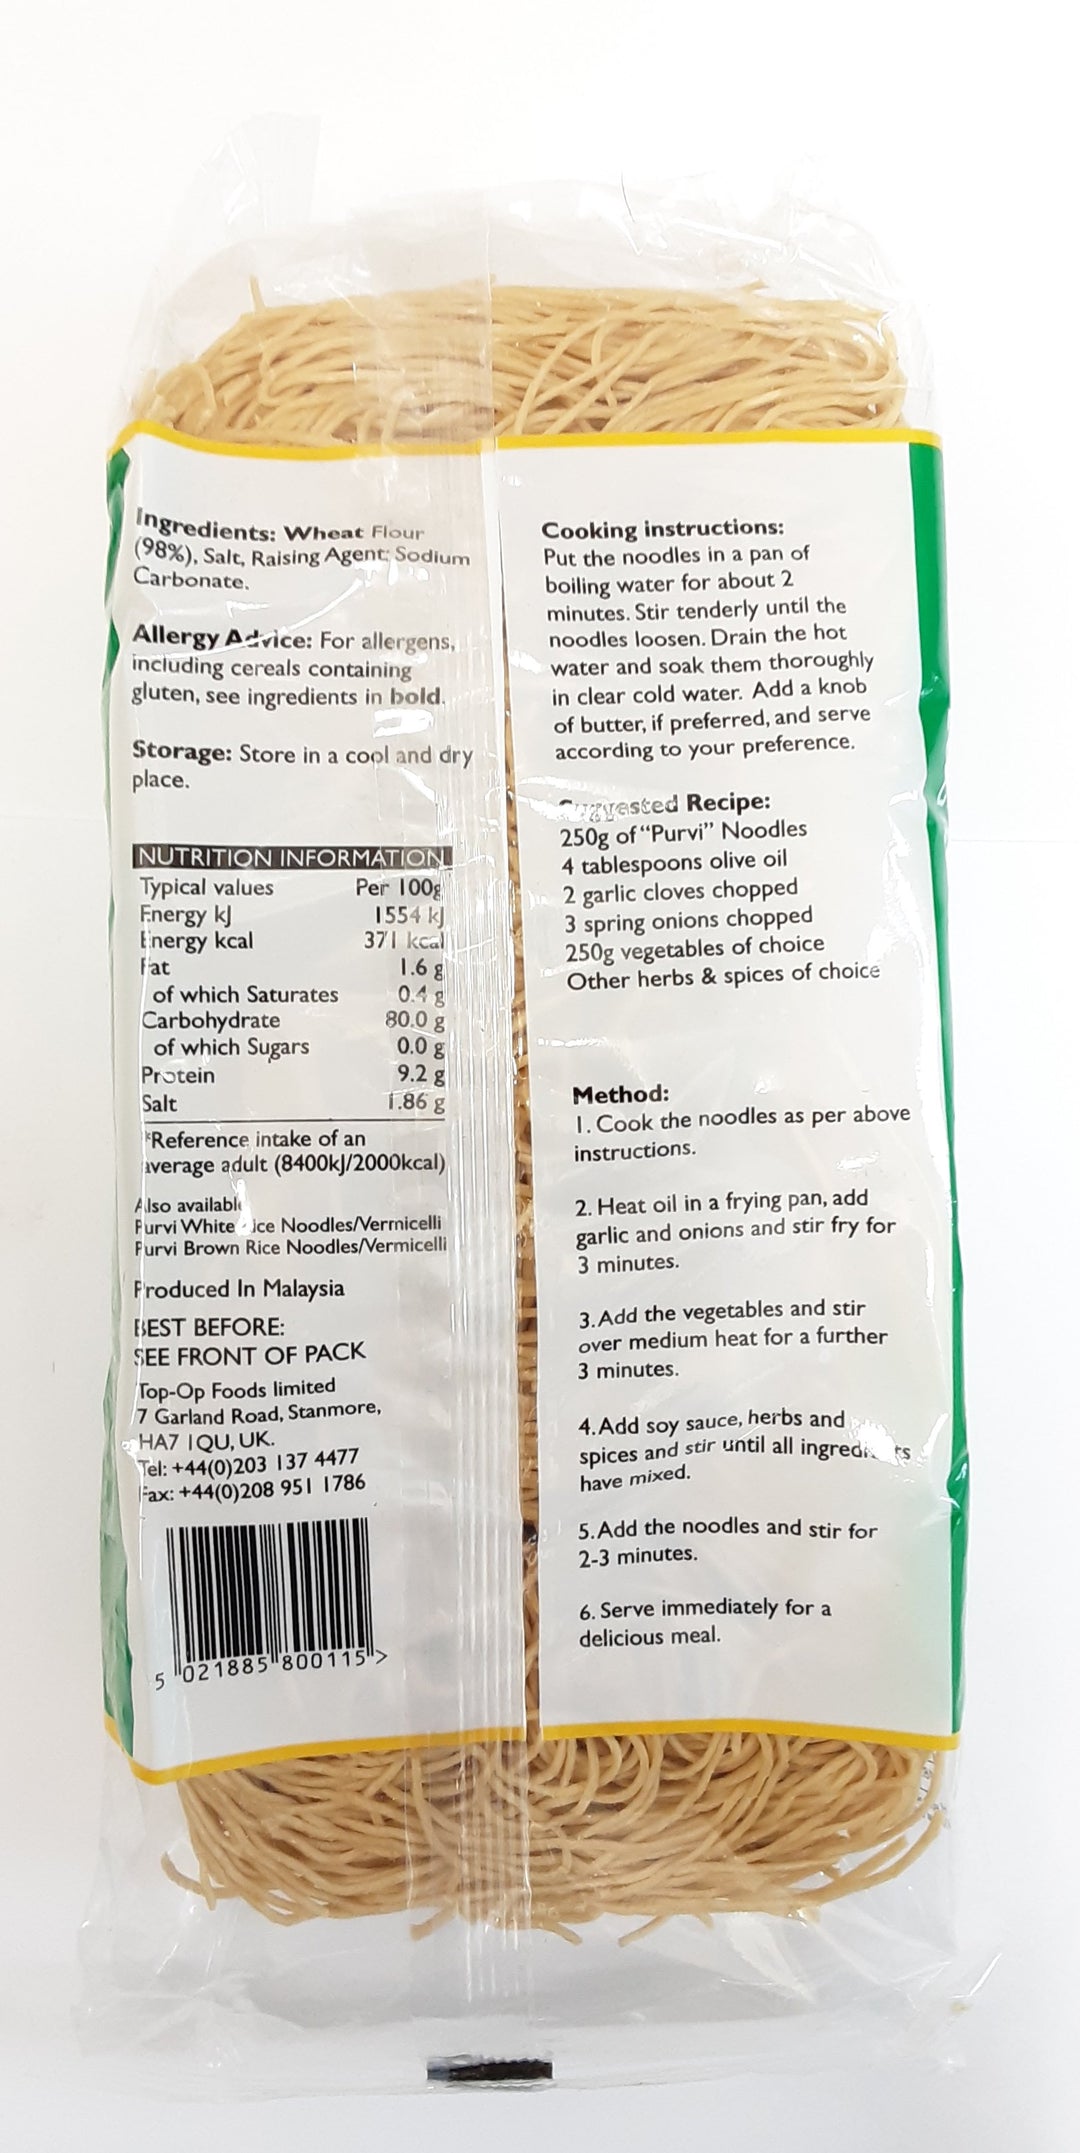 Ingredients: Wheat Flour
(98%), Salt, Raising Agent: Sodium
Carbonate.
Allergy Advice: For allergens,
including cereals containing
gluten, see ingredients in bold.
Storage: Store in a cool and dry
place.
NUTRITION INFORMATION
Typical values Per 100g
Energy kJ 1554 kJ
Energy kcal 371 kcal
Fat 1.6 g
of which Saturates 0.4 g
Carbohydrate 80.0 g
of which Sugars 0.0 g
Protein 9.2 g
Salt 1.86 g
*Reference intake of an
average adult (8400kJ/2000kcal)
Also available
Purvi White Rice Noodles/Vermicelli
Purvi Brown Rice Noodles/Vermicelli
Produced In Malaysia
BEST BEFORE:
SEE FRONT OF PACK
Top-Op Foods limited
7 Garland Road, Stanmore,
HA7 1QU, UK.
Tel: +44(0)203 137 4477
Fax: +44(0)208 951 1786
5 021885 800115 >
Cooking instructions:
Put the noodles in a pan of
boiling water for about 2
minutes. Stir tenderly until the
noodles loosen. Drain the hot
water and soak them thoroughly
in clear cold water. Add a knob
of butter, if preferred, and serve
according to your preference.
Suggested Recipe:
250g of "Purvi" Noodles
4 tablespoons olive oil
2 garlic cloves chopped
3 spring onions chopped
250g vegetables of choice
Other herbs & spices of choice
Method:
1. Cook the noodles as per above
instructions.
2. Heat oil in a frying pan, add
garlic and onions and stir fry for
3 minutes.
3. Add the vegetables and stir
over medium heat for a further
3 minutes.
4. Add soy sauce, herbs and
spices and stir until all ingredients
have mixed.
5. Add the noodles and stir for
2-3 minutes.
6. Serve immediately for a
delicious meal.